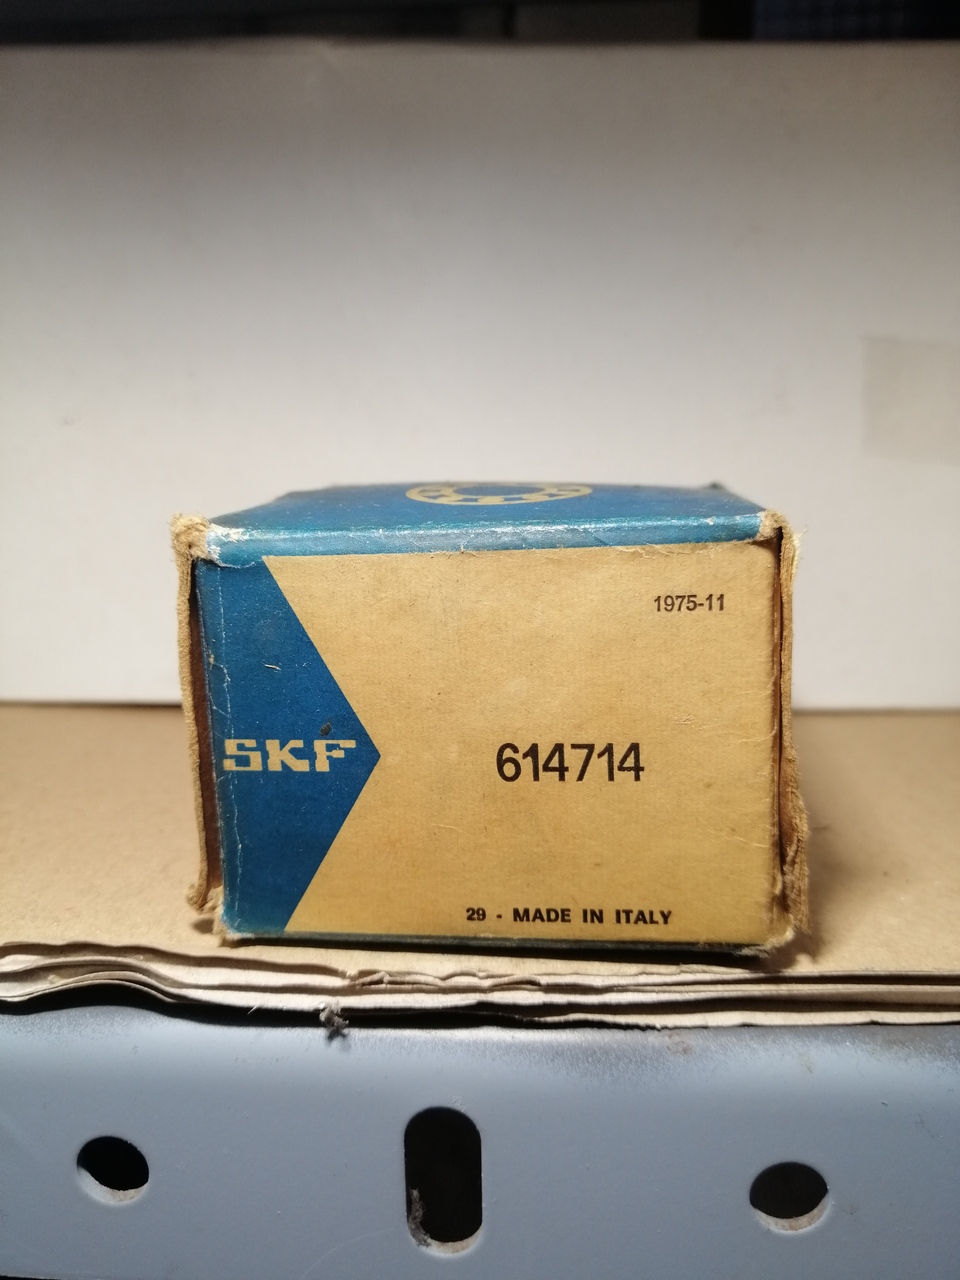 1975-11
SKF
614714
29 - MADE IN ITALY